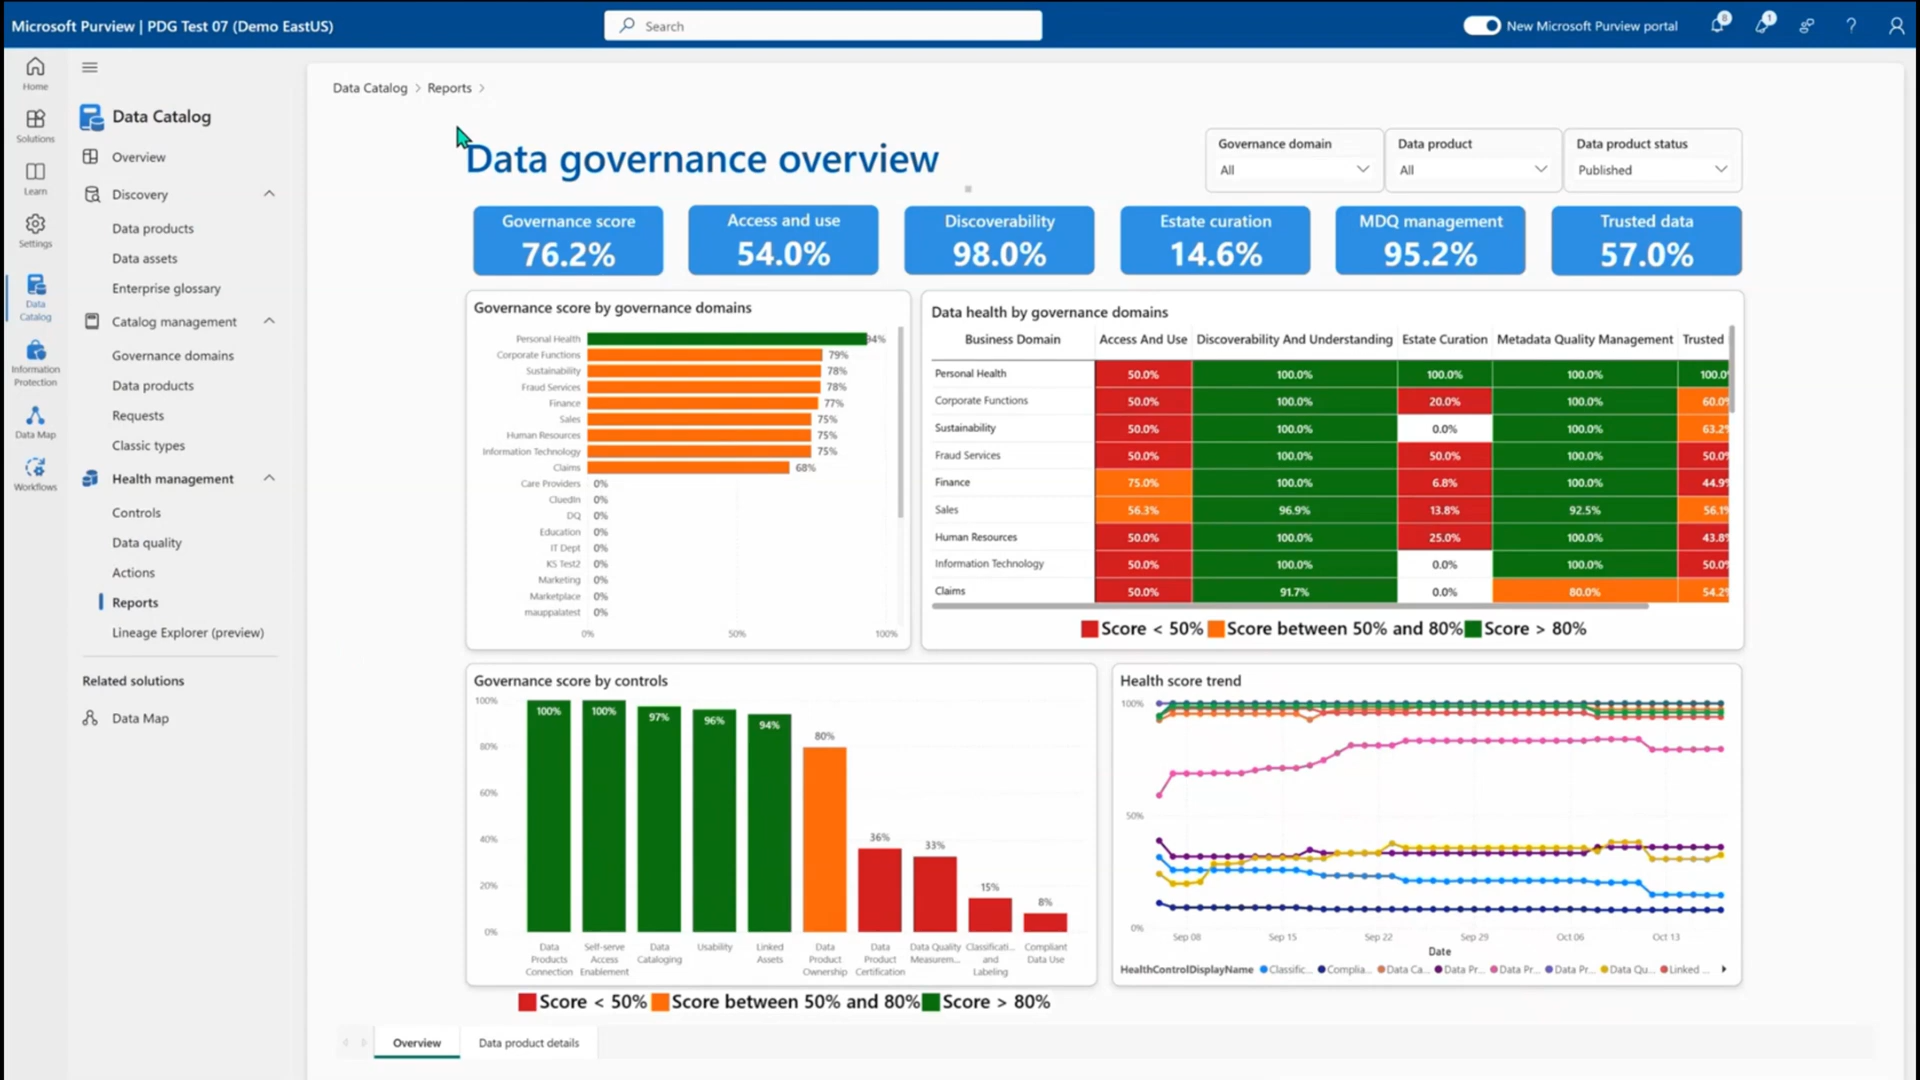 Microsoft Purview | PDG Test 07 (Demo EastUS)
Search
New Microsoft Purview portal
8
1
Home
Solutions
Learn
Settings
Data
Catalog
Information
Protection
Data Map
Workflows
Data Catalog
Overview
Discovery
Data products
Data assets
Enterprise glossary
Catalog management
Governance domains
Data products
Requests
Classic types
Health management
Controls
Data quality
Actions
Reports
Lineage Explorer (preview)
Related solutions
Data Map
Data Catalog > Reports >
Data governance overview
Governance domain
All
Data product
All
Data product status
Published
Governance score
76.2%
Access and use
54.0%
Discoverability
98.0%
Estate curation
14.6%
MDQ management
95.2%
Trusted data
57.0%
Governance score by governance domains
Personal Health 94%
Corporate Functions 79%
Sustainability 78%
Fraud Services 78%
Finance 77%
Sales 75%
Human Resources 75%
Information Technology 75%
Claims 68%
Care Providers 0%
CluedIn 0%
DQ 0%
Education 0%
IT Dept 0%
KS Test2 0%
Marketing 0%
Marketplace 0%
mauppalatest 0%
0% 50% 100%
Data health by governance domains
Business Domain Access And Use Discoverability And Understanding Estate Curation Metadata Quality Management Trusted
Personal Health 50.0% 100.0% 100.0% 100.0% 100.0
Corporate Functions 50.0% 100.0% 20.0% 100.0% 60.0%
Sustainability 50.0% 100.0% 0.0% 100.0% 63.2%
Fraud Services 50.0% 100.0% 50.0% 100.0% 50.0%
Finance 75.0% 100.0% 6.8% 100.0% 44.9%
Sales 56.3% 96.9% 13.8% 92.5% 56.1%
Human Resources 50.0% 100.0% 25.0% 100.0% 43.8%
Information Technology 50.0% 100.0% 0.0% 100.0% 50.0%
Claims 50.0% 91.7% 0.0% 80.0% 54.2%
Score < 50% Score between 50% and 80% Score > 80%
Governance score by controls
100%
80%
60%
40%
20%
0%
100% 100% 97% 96% 94% 80% 36% 33% 15% 8%
Data Products Connection
Self-serve Access Enablement
Data Cataloging
Usability
Linked Assets
Data Product Ownership
Data Product Certification
Data Quality Measurem...
Classificati... and Labeling
Compliant Data Use
Score < 50% Score between 50% and 80% Score > 80%
Health score trend
100%
50%
0%
Sep 08 Sep 15 Sep 22 Sep 29 Oct 06 Oct 13
Date
HealthControlDisplayName Classific... Complia... Data Ca... Data Pr... Data Pr... Data Pr... Data Qu... Linked ...
Overview
Data product details